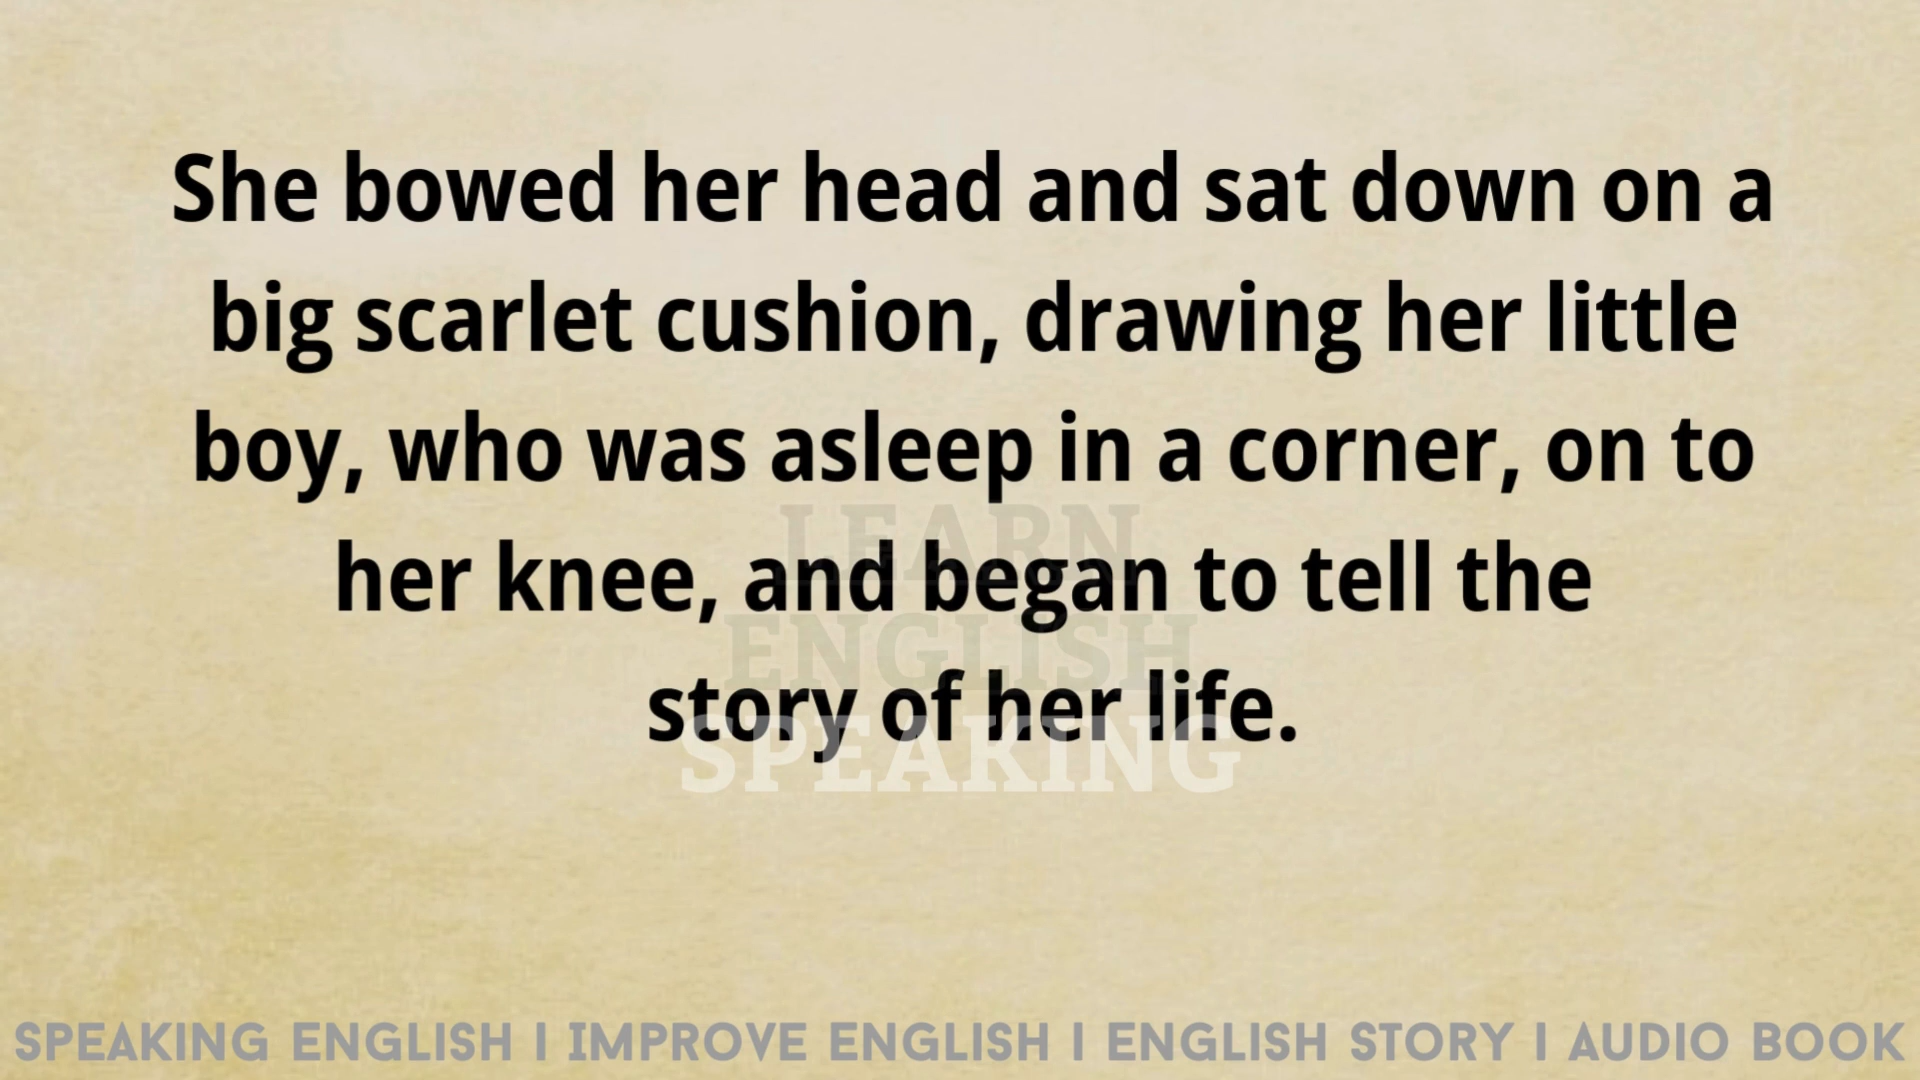 She bowed her head and sat down on a
big scarlet cushion, drawing her little
boy, who was asleep in a corner, on to
her knee, and began to tell the
story of her life.
LEARN
ENGLISH
SPEAKING
SPEAKING ENGLISH I IMPROVE ENGLISH I ENGLISH STORY I AUDIO BOOK